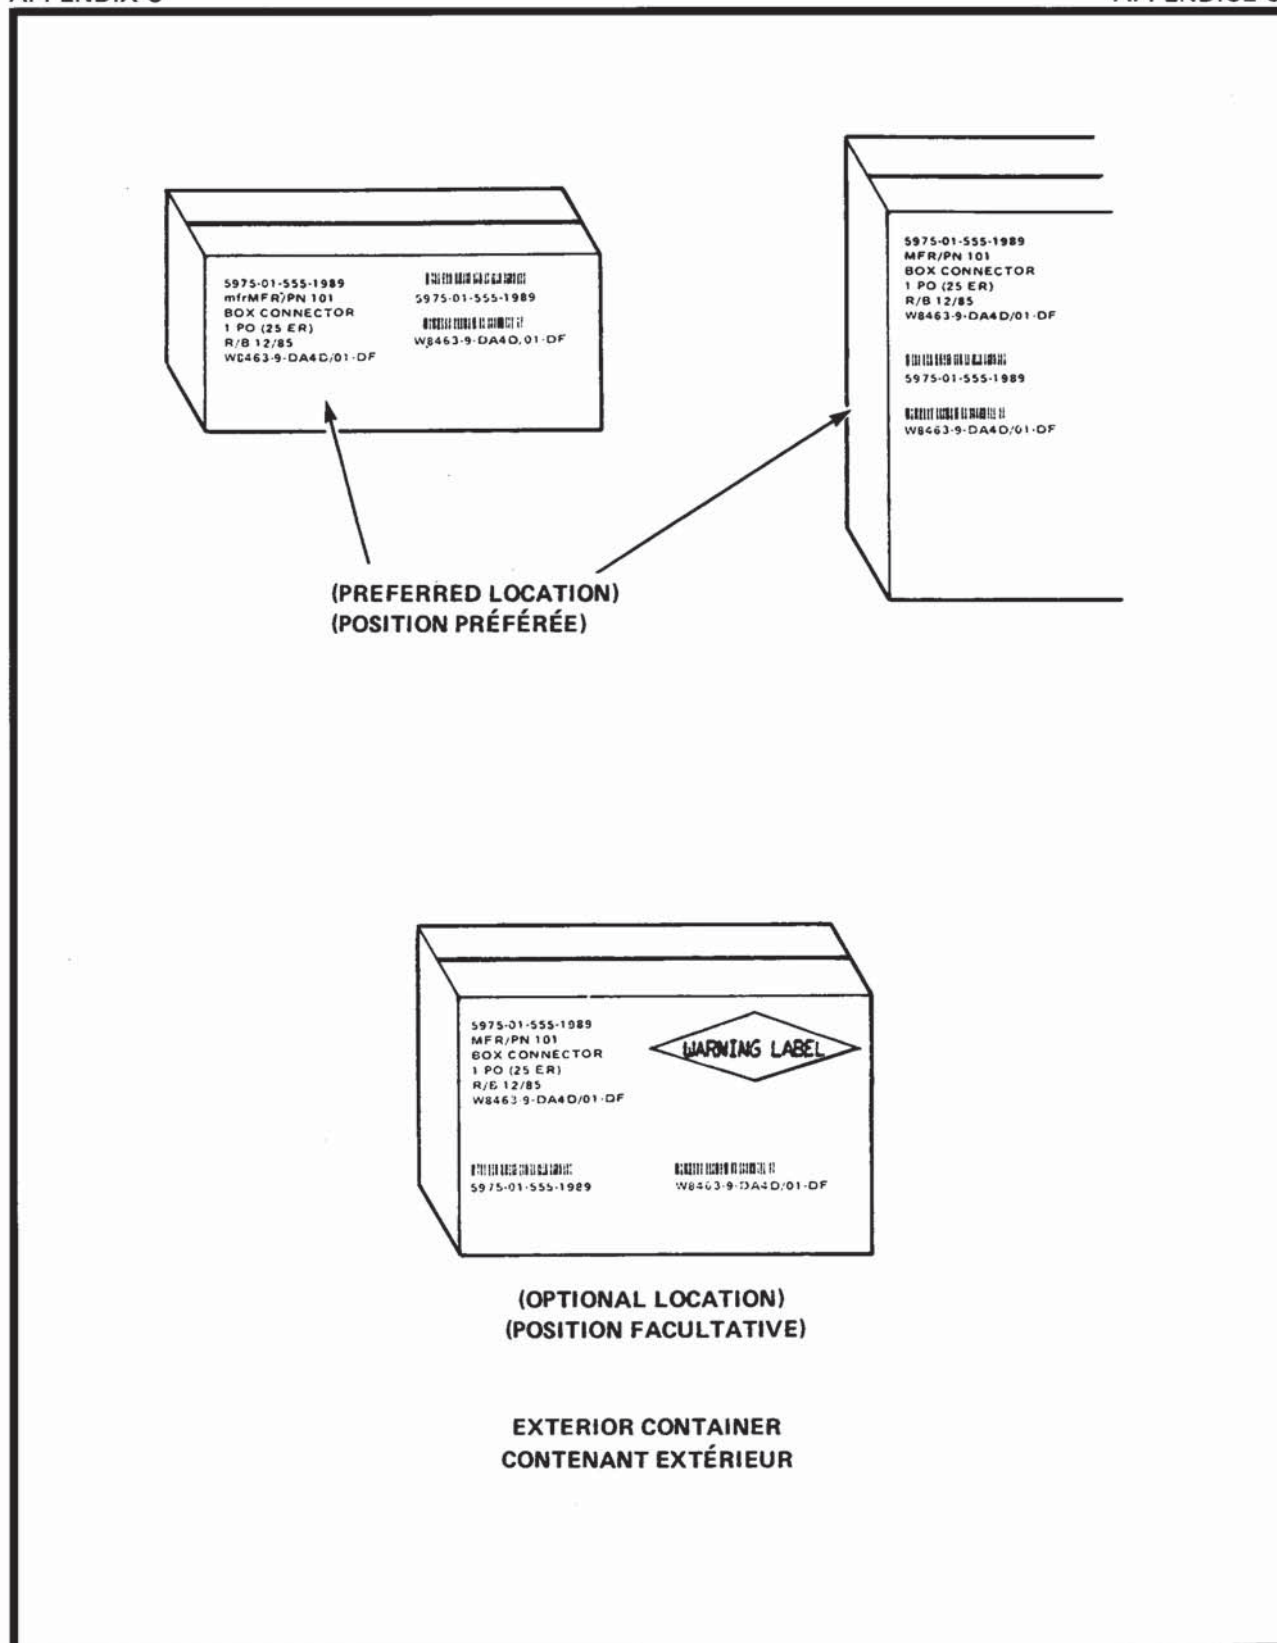 5975-01-555-1989
mfrMFR/PN 101
BOX CONNECTOR
1 PO (25 ER)
R/B 12/85
W8463-9-DA4D/01-DF
5975-01-555-1989
W8463-9-DA4D/01-DF
5975-01-555-1989
MFR/PN 101
BOX CONNECTOR
1 PO (25 ER)
R/B 12/85
W8463-9-DA4D/01-DF
5975-01-555-1989
W8463-9-DA4D/01-DF
(PREFERRED LOCATION)
(POSITION PRÉFÉRÉE)
5975-01-555-1989
MFR/PN 101
BOX CONNECTOR
1 PO (25 ER)
R/B 12/85
W8463-9-DA4D/01-DF
WARNING LABEL
5975-01-555-1989
W8463-9-DA4D/01-DF
(OPTIONAL LOCATION)
(POSITION FACULTATIVE)
EXTERIOR CONTAINER
CONTENANT EXTÉRIEUR